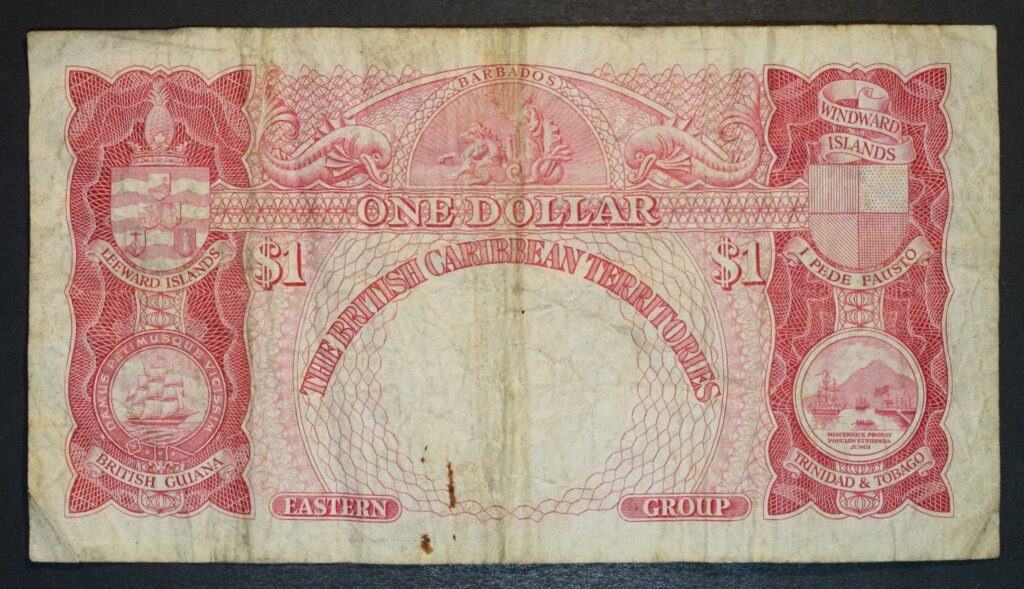 BARBADOS
WINDWARD
ISLANDS
ONE DOLLAR
$1
$1
THE BRITISH CARIBBEAN TERRITORIES
LEEWARD ISLANDS
I PEDE FAUSTO
DAMUS PETIMUSQUE VICISSIM
BRITISH GUIANA
MISCERIQUE PROBAT
POPULOS ET FŒDERA
JUNGI
TRINIDAD & TOBAGO
EASTERN
GROUP